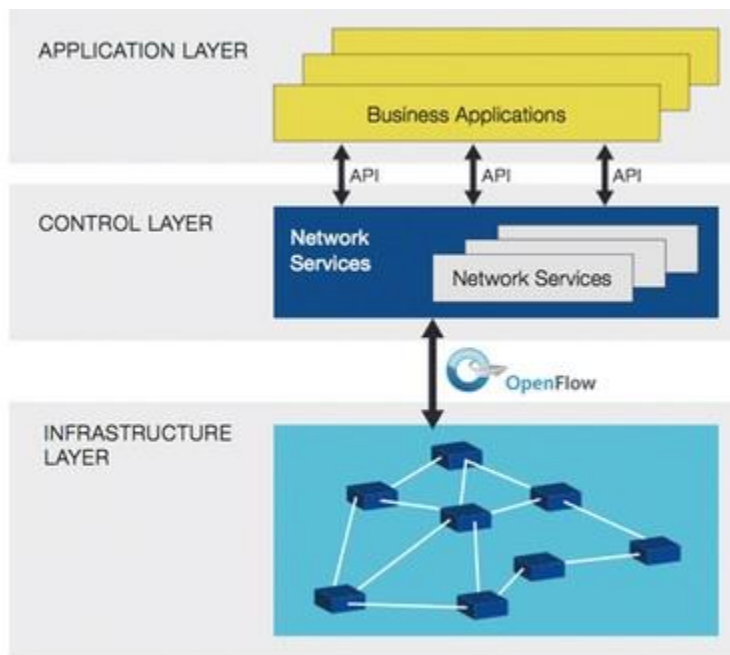 APPLICATION LAYER
Business Applications
API
API
API
CONTROL LAYER
Network
Services
Network Services
OpenFlow
INFRASTRUCTURE
LAYER